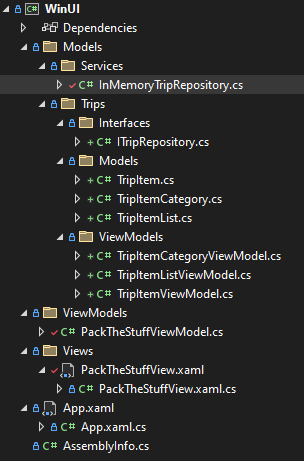 C# WinUI
Dependencies
Models
Services
C# InMemoryTripRepository.cs
Trips
Interfaces
+ C# ITripRepository.cs
Models
+ C# TripItem.cs
+ C# TripItemCategory.cs
+ C# TripItemList.cs
ViewModels
+ C# TripItemCategoryViewModel.cs
+ C# TripItemListViewModel.cs
+ C# TripItemViewModel.cs
ViewModels
C# PackTheStuffViewModel.cs
Views
PackTheStuffView.xaml
C# PackTheStuffView.xaml.cs
App.xaml
C# App.xaml.cs
C# AssemblyInfo.cs